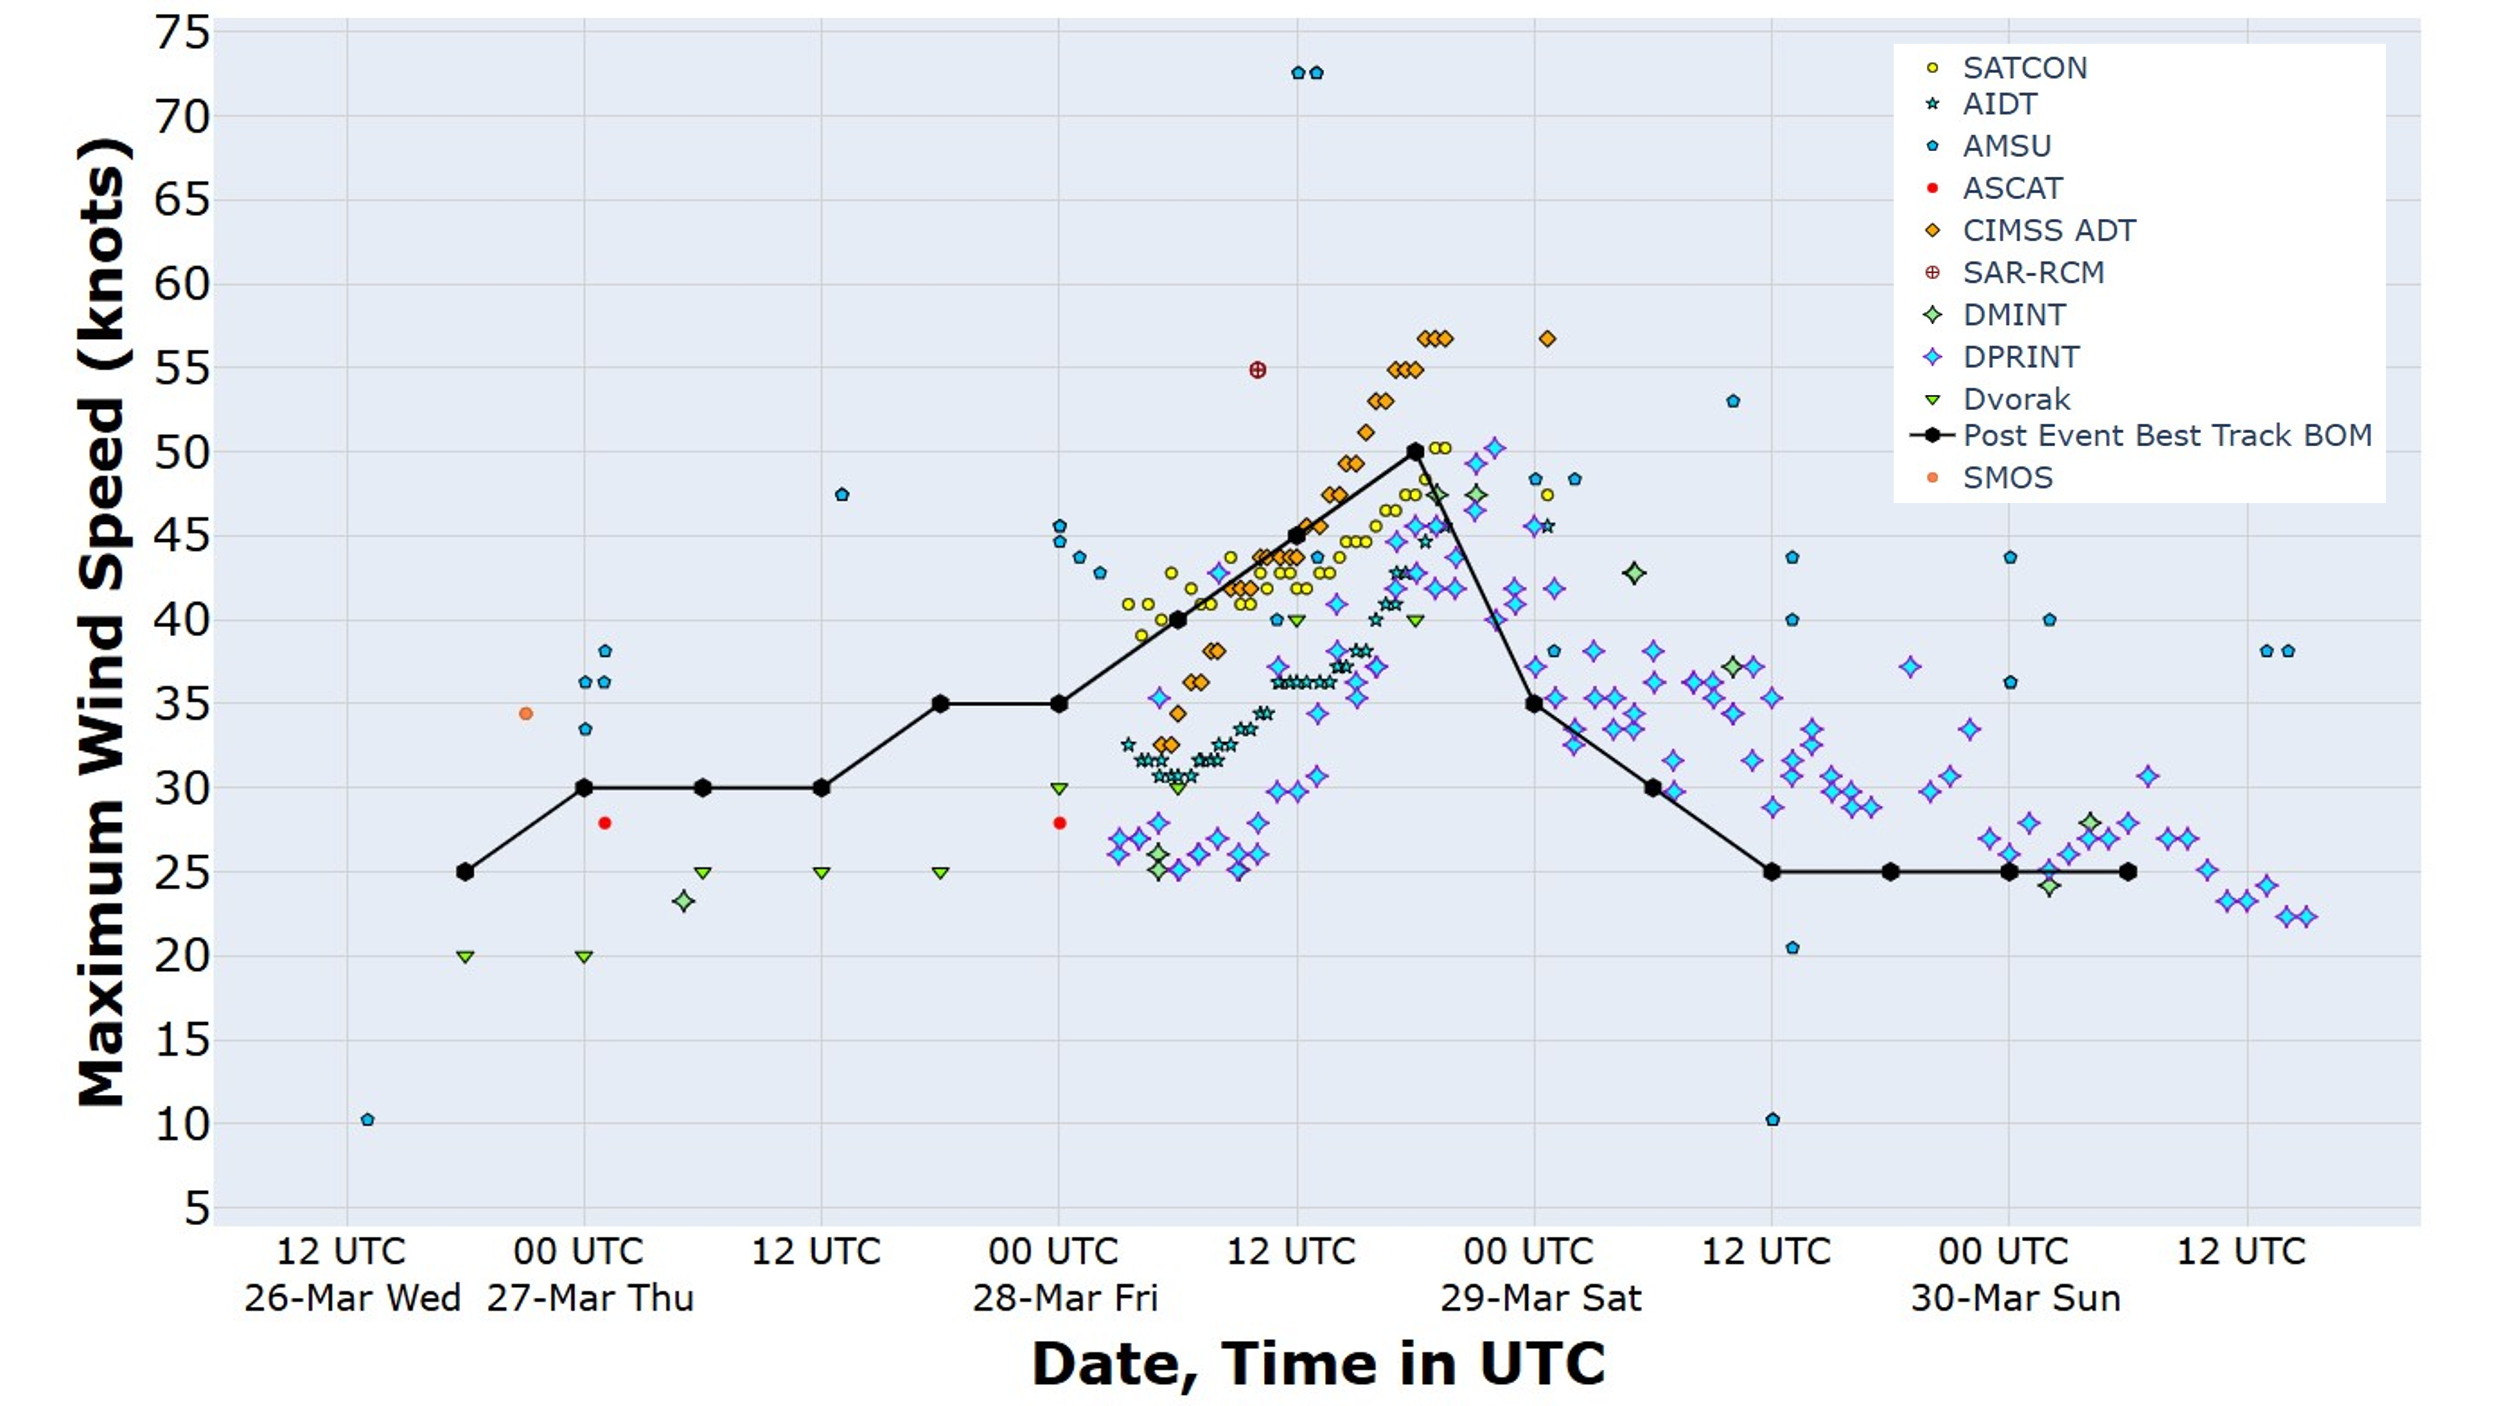 Maximum Wind Speed (knots)
75
70
65
60
55
50
45
40
35
30
25
20
15
10
5
SATCON
AIDT
AMSU
ASCAT
CIMSS ADT
SAR-RCM
DMINT
DPRINT
Dvorak
Post Event Best Track BOM
SMOS
12 UTC 00 UTC 12 UTC 00 UTC 12 UTC 00 UTC 12 UTC 00 UTC 12 UTC
26-Mar Wed 27-Mar Thu 28-Mar Fri 29-Mar Sat 30-Mar Sun
Date, Time in UTC